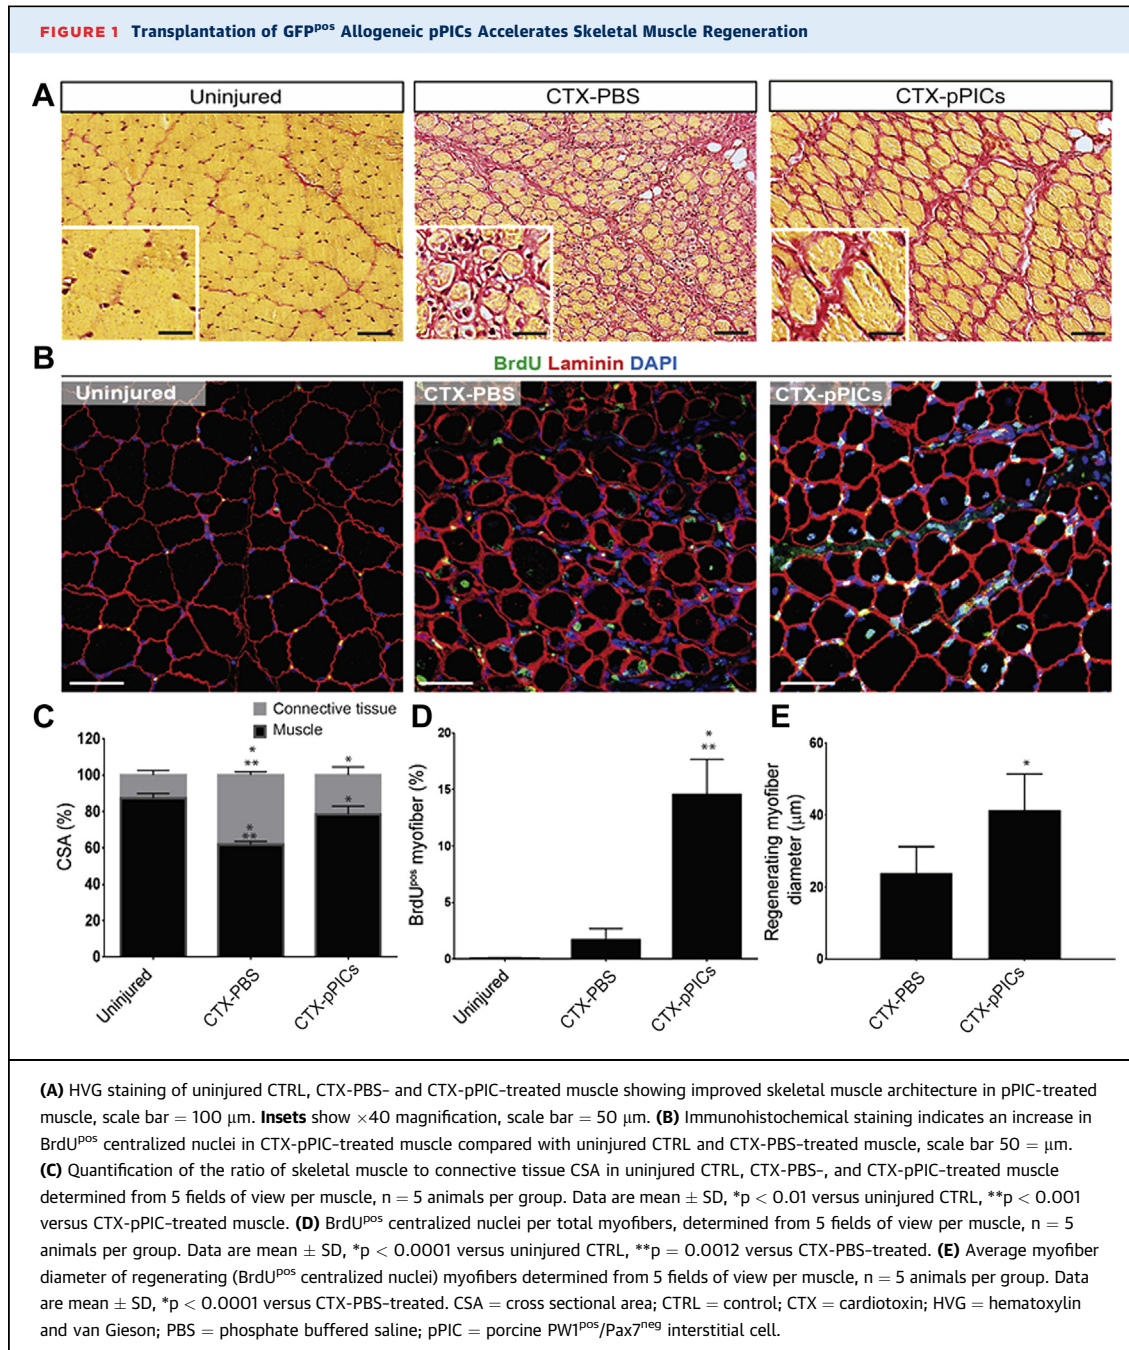 FIGURE 1 Transplantation of GFPpos Allogeneic pPICs Accelerates Skeletal Muscle Regeneration
A
Uninjured
CTX-PBS
CTX-pPICs
B
BrdU Laminin DAPI
Uninjured
CTX-PBS
CTX-pPICs
C
Connective tissue
Muscle
CSA (%)
120
100
80
60
40
20
0
*
**
*
**
*
*
Uninjured
CTX-PBS
CTX-pPICs
D
BrdUpos myofiber (%)
20
15
10
5
0
*
**
Uninjured
CTX-PBS
CTX-pPICs
E
Regenerating myofiber
diameter (μm)
60
40
20
0
*
CTX-PBS
CTX-pPICs
(A) HVG staining of uninjured CTRL, CTX-PBS- and CTX-pPIC-treated muscle showing improved skeletal muscle architecture in pPIC-treated
muscle, scale bar = 100 μm. Insets show ×40 magnification, scale bar = 50 μm. (B) Immunohistochemical staining indicates an increase in
BrdUpos centralized nuclei in CTX-pPIC-treated muscle compared with uninjured CTRL and CTX-PBS-treated muscle, scale bar 50 = μm.
(C) Quantification of the ratio of skeletal muscle to connective tissue CSA in uninjured CTRL, CTX-PBS-, and CTX-pPIC-treated muscle
determined from 5 fields of view per muscle, n = 5 animals per group. Data are mean ± SD, *p < 0.01 versus uninjured CTRL, **p < 0.001
versus CTX-pPIC-treated muscle. (D) BrdUpos centralized nuclei per total myofibers, determined from 5 fields of view per muscle, n = 5
animals per group. Data are mean ± SD, *p < 0.0001 versus uninjured CTRL, **p = 0.0012 versus CTX-PBS-treated. (E) Average myofiber
diameter of regenerating (BrdUpos centralized nuclei) myofibers determined from 5 fields of view per muscle, n = 5 animals per group. Data
are mean ± SD, *p < 0.0001 versus CTX-PBS-treated. CSA = cross sectional area; CTRL = control; CTX = cardiotoxin; HVG = hematoxylin
and van Gieson; PBS = phosphate buffered saline; pPIC = porcine PW1pos/Pax7neg interstitial cell.